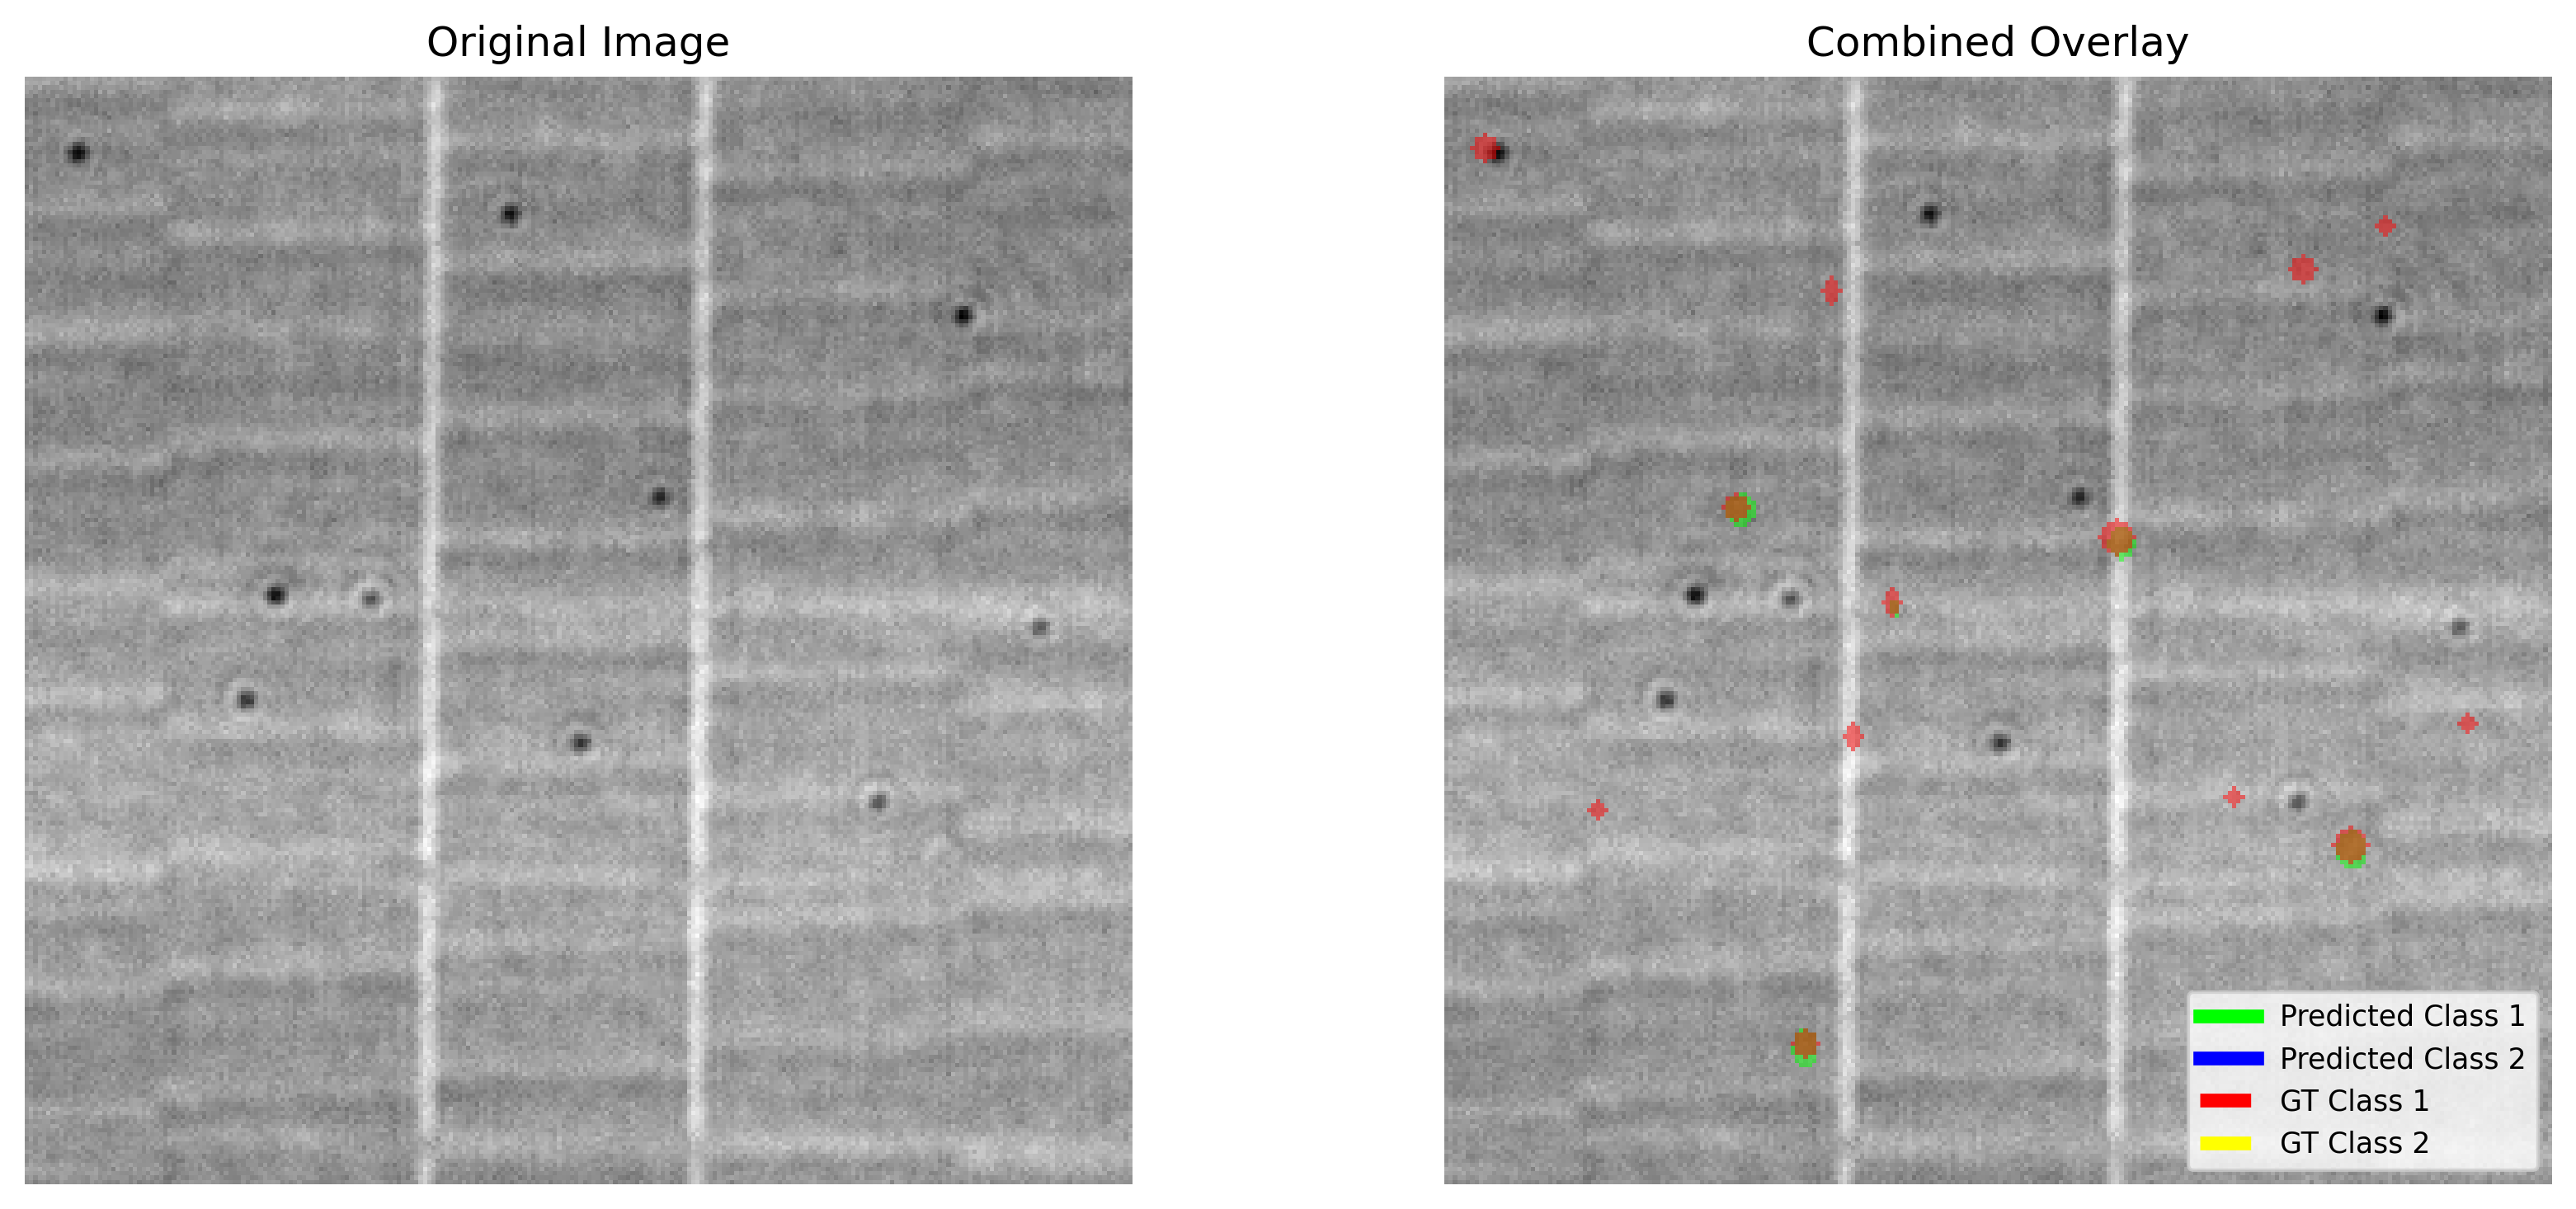 Original Image
Combined Overlay
Predicted Class 1
Predicted Class 2
GT Class 1
GT Class 2